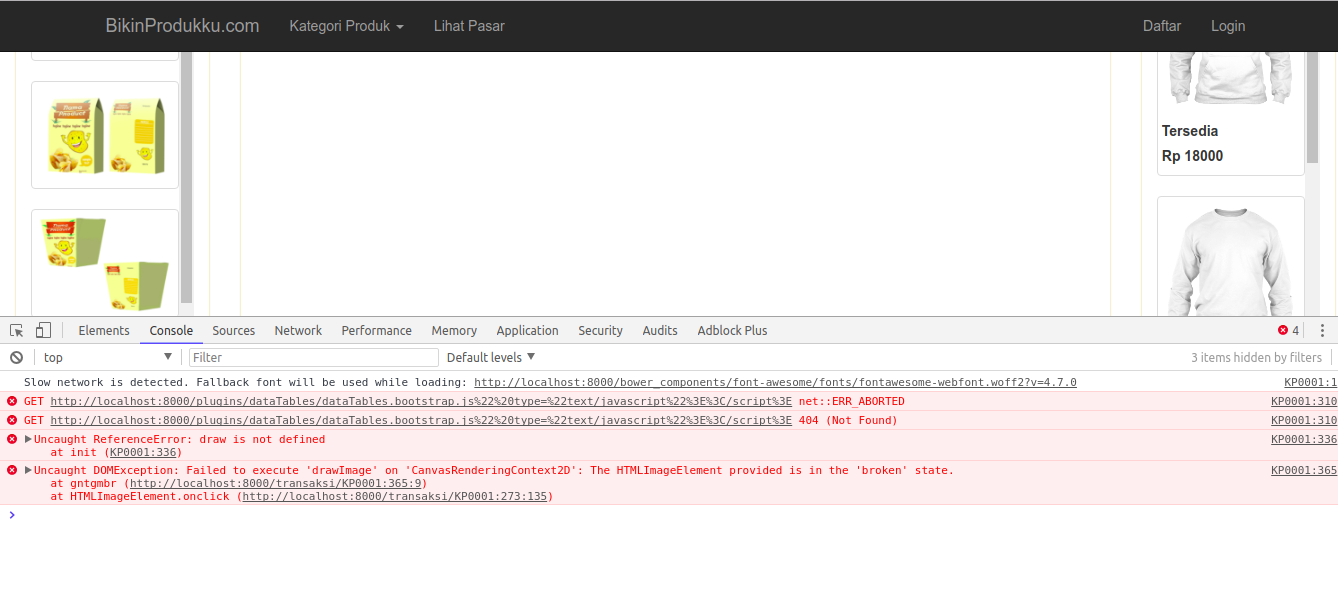 BikinProdukku.com Kategori Produk Lihat Pasar Daftar Login
Tersedia
Rp 18000
Elements Console Sources Network Performance Memory Application Security Audits Adblock Plus 4
top Filter Default levels 3 items hidden by filters
Slow network is detected. Fallback font will be used while loading: http://localhost:8000/bower_components/font-awesome/fonts/fontawesome-webfont.woff2?v=4.7.0 KP0001:1
GET http://localhost:8000/plugins/dataTables/dataTables.bootstrap.js%22%20type=%22text/javascript%22%3E%3C/script%3E net::ERR_ABORTED KP0001:310
GET http://localhost:8000/plugins/dataTables/dataTables.bootstrap.js%22%20type=%22text/javascript%22%3E%3C/script%3E 404 (Not Found) KP0001:310
Uncaught ReferenceError: draw is not defined KP0001:336
at init (KP0001:336)
Uncaught DOMException: Failed to execute 'drawImage' on 'CanvasRenderingContext2D': The HTMLImageElement provided is in the 'broken' state. KP0001:365
at gntgmbr (http://localhost:8000/transaksi/KP0001:365:9)
at HTMLImageElement.onclick (http://localhost:8000/transaksi/KP0001:273:135)